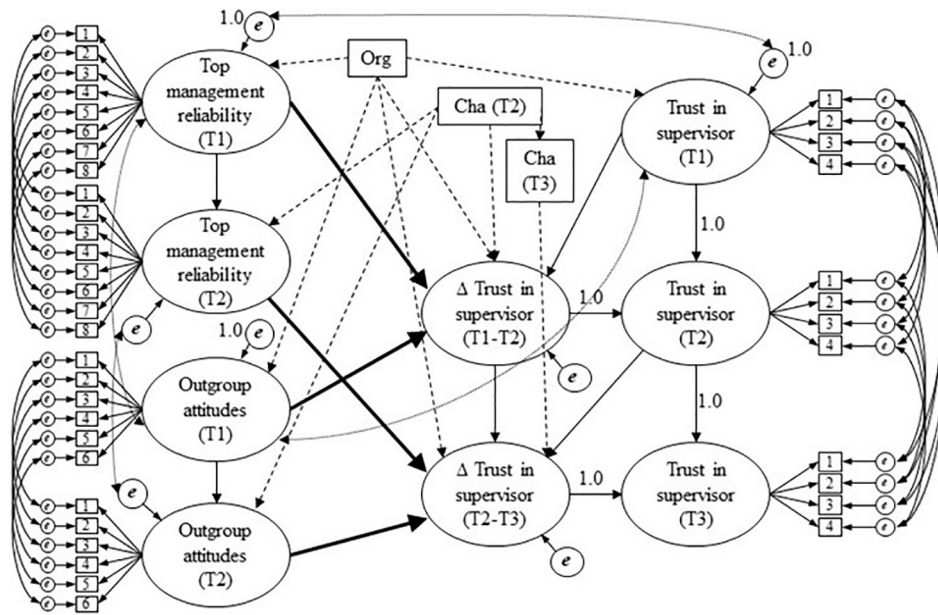 1.0
e
1.0
e
Org
Top
management
reliability
(T1)
Cha (T2)
Cha
(T3)
Trust in
supervisor
(T1)
e 1
e 2
e 3
e 4
e 5
e 6
e 7
e 8
1 e
2 e
3 e
4 e
1.0
Top
management
reliability
(T2)
e 1
e 2
e 3
e 4
e 5
e 6
e 7
e 8
e
1.0
e
Δ Trust in
supervisor
(T1-T2)
1.0
e
Trust in
supervisor
(T2)
1 e
2 e
3 e
4 e
1.0
Outgroup
attitudes
(T1)
e 1
e 2
e 3
e 4
e 5
e 6
Δ Trust in
supervisor
(T2-T3)
1.0
e
Trust in
supervisor
(T3)
1 e
2 e
3 e
4 e
e
Outgroup
attitudes
(T2)
e 1
e 2
e 3
e 4
e 5
e 6